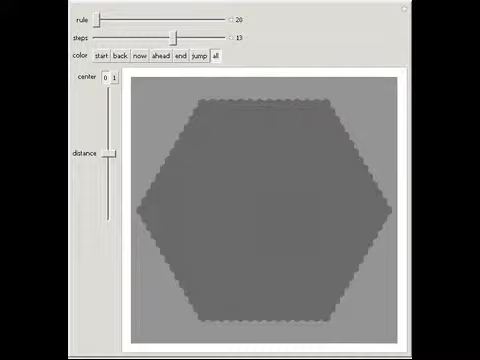 rule 20
steps 13
color start back now ahead end jump all
center 0 1
distance